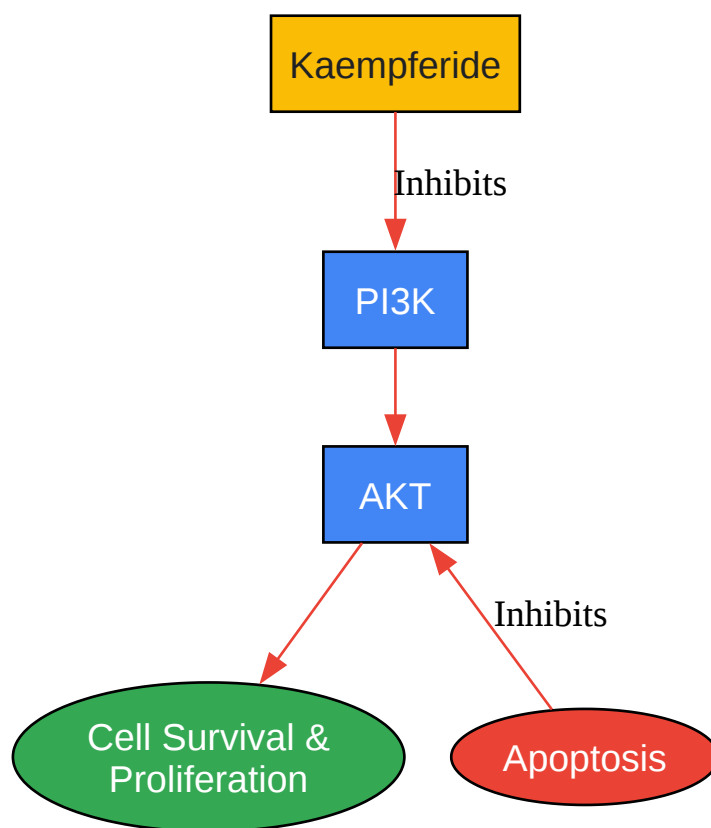 Kaempferide
Inhibits
PI3K
AKT
Inhibits
Cell Survival &
Proliferation
Apoptosis